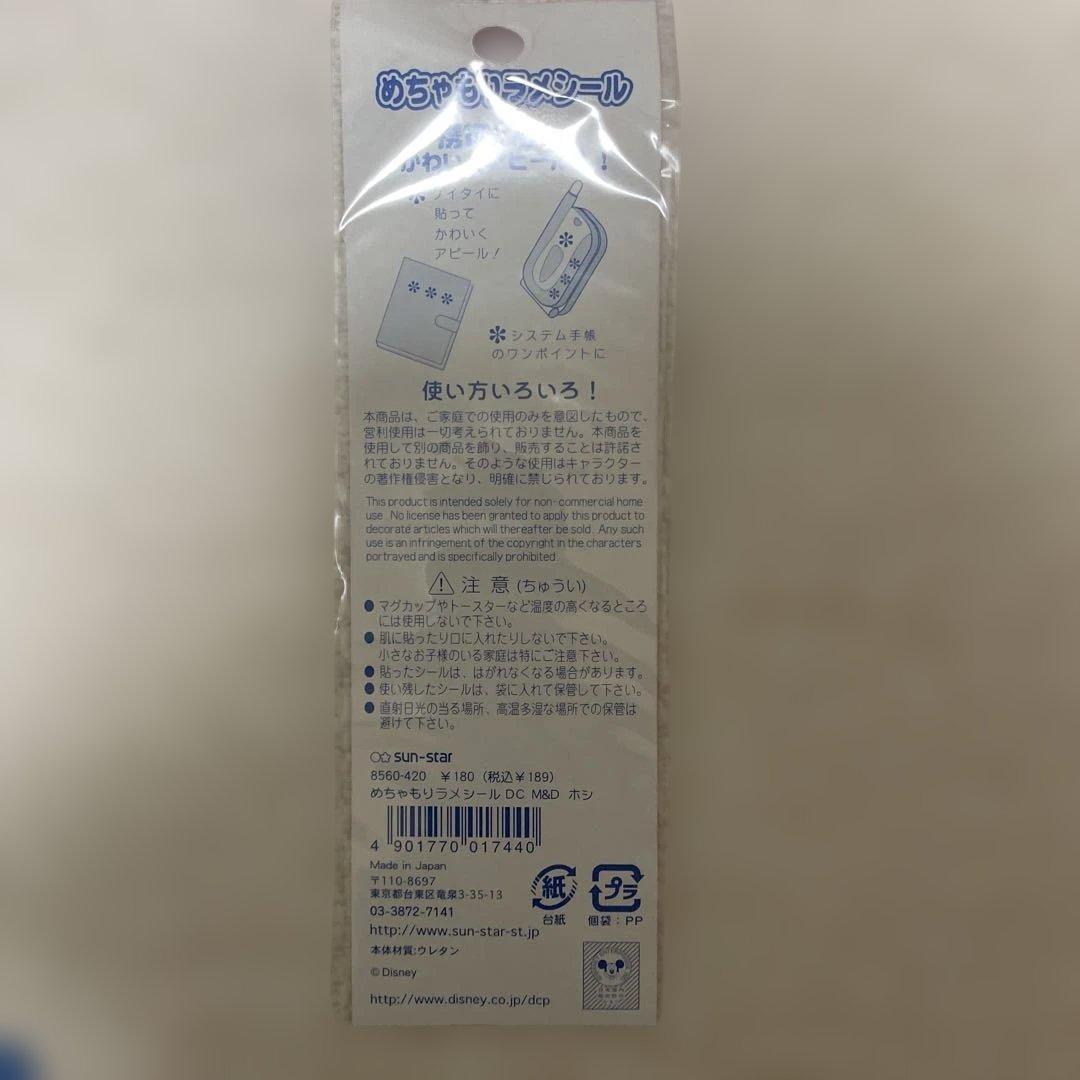 めちゃもりラメシール
ケイタイに
貼って
かわいく
アピール！
システム手帳
のワンポイントに
使い方いろいろ！
本商品は、ご家庭での使用のみを意図したもので、
営利使用は一切考えられておりません。本商品を
使用して別の商品を飾り、販売することは許諾さ
れておりません。そのような使用はキャラクター
の著作権侵害となり、明確に禁じられております。
This product is intended solely for non-commercial home
use. No license has been granted to apply this product to
decorate articles which will thereafter be sold. Any such
use is an infringement of the copyright in the characters
portrayed and is specifically prohibited.
注 意 (ちゅうい)
● マグカップやトースターなど温度の高くなるところ
には使用しないで下さい。
● 肌に貼ったり口に入れたりしないで下さい。
小さなお子様のいる家庭は特にご注意下さい。
● 貼ったシールは、はがれなくなる場合があります。
● 使い残したシールは、袋に入れて保管して下さい。
● 直射日光の当る場所、高温多湿な場所での保管は
避けて下さい。
sun-star
8560-420 ￥180（税込￥189）
めちゃもりラメシール DC M&D ホシ
4 901770 017440
Made in Japan
〒110-8697
東京都台東区竜泉3-35-13
03-3872-7141
http://www.sun-star-st.jp
紙
台紙
プラ
個袋：PP
本体材質:ウレタン
© Disney
http://www.disney.co.jp/dcp